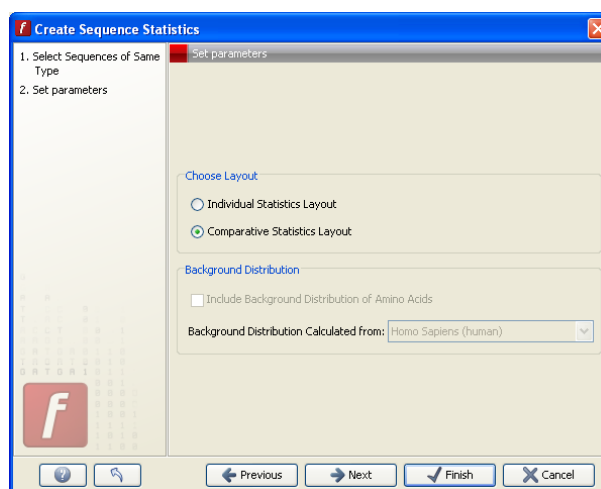 Create Sequence Statistics
1. Select Sequences of Same
Type
2. Set parameters
Set parameters
Choose Layout
Individual Statistics Layout
Comparative Statistics Layout
Background Distribution
Include Background Distribution of Amino Acids
Background Distribution Calculated from: Homo Sapiens (human)
f
? Previous Next Finish Cancel